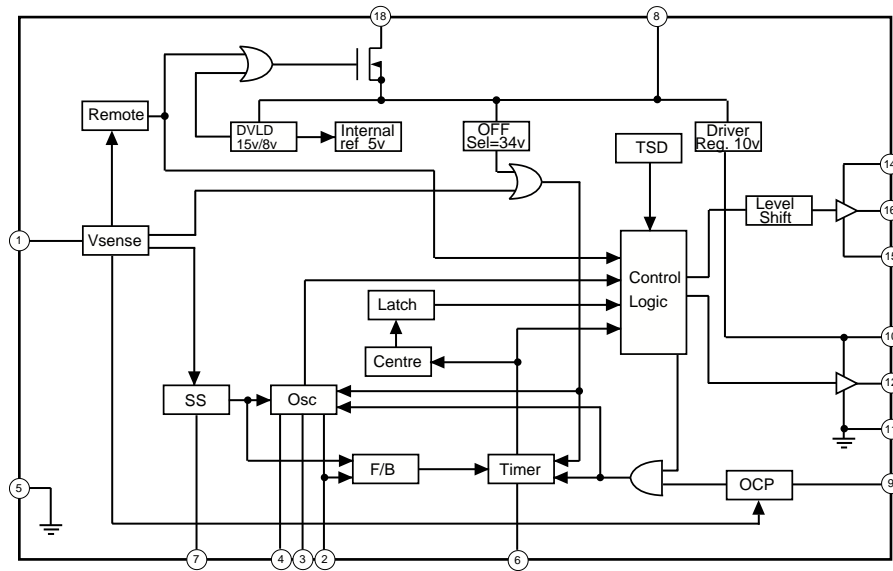 18
8
Remote
DVLD
15v/8v
Internal
ref 5v
OFF
Sel=34v
TSD
Driver
Reg. 10v
14
Level
Shift
16
1
Vsense
15
Control
Logic
Latch
10
Centre
12
SS
Osc
11
F/B
Timer
OCP
9
5
7
4
3
2
6